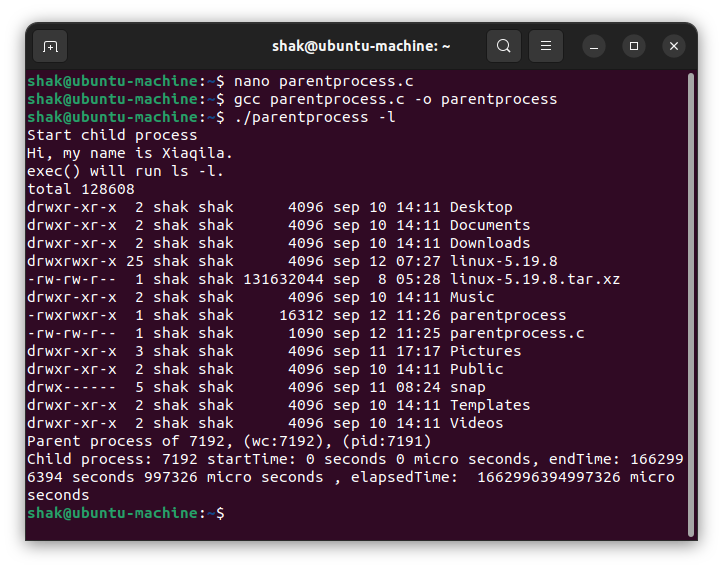 shak@ubuntu-machine: ~
shak@ubuntu-machine:~$ nano parentprocess.c
shak@ubuntu-machine:~$ gcc parentprocess.c -o parentprocess
shak@ubuntu-machine:~$ ./parentprocess -l
Start child process
Hi, my name is Xiaqila.
exec() will run ls -l.
total 128608
drwxr-xr-x  2 shak shak      4096 sep 10 14:11 Desktop
drwxr-xr-x  2 shak shak      4096 sep 10 14:11 Documents
drwxr-xr-x  2 shak shak      4096 sep 10 14:11 Downloads
drwxrwxr-x 25 shak shak      4096 sep 12 07:27 linux-5.19.8
-rw-rw-r--  1 shak shak 131632044 sep  8 05:28 linux-5.19.8.tar.xz
drwxr-xr-x  2 shak shak      4096 sep 10 14:11 Music
-rwxrwxr-x  1 shak shak     16312 sep 12 11:26 parentprocess
-rw-rw-r--  1 shak shak      1090 sep 12 11:25 parentprocess.c
drwxr-xr-x  3 shak shak      4096 sep 11 17:17 Pictures
drwxr-xr-x  2 shak shak      4096 sep 10 14:11 Public
drwx------  5 shak shak      4096 sep 11 08:24 snap
drwxr-xr-x  2 shak shak      4096 sep 10 14:11 Templates
drwxr-xr-x  2 shak shak      4096 sep 10 14:11 Videos
Parent process of 7192, (wc:7192), (pid:7191)
Child process: 7192 startTime: 0 seconds 0 micro seconds, endTime: 166299
6394 seconds 997326 micro seconds , elapsedTime:  1662996394997326 micro
seconds
shak@ubuntu-machine:~$